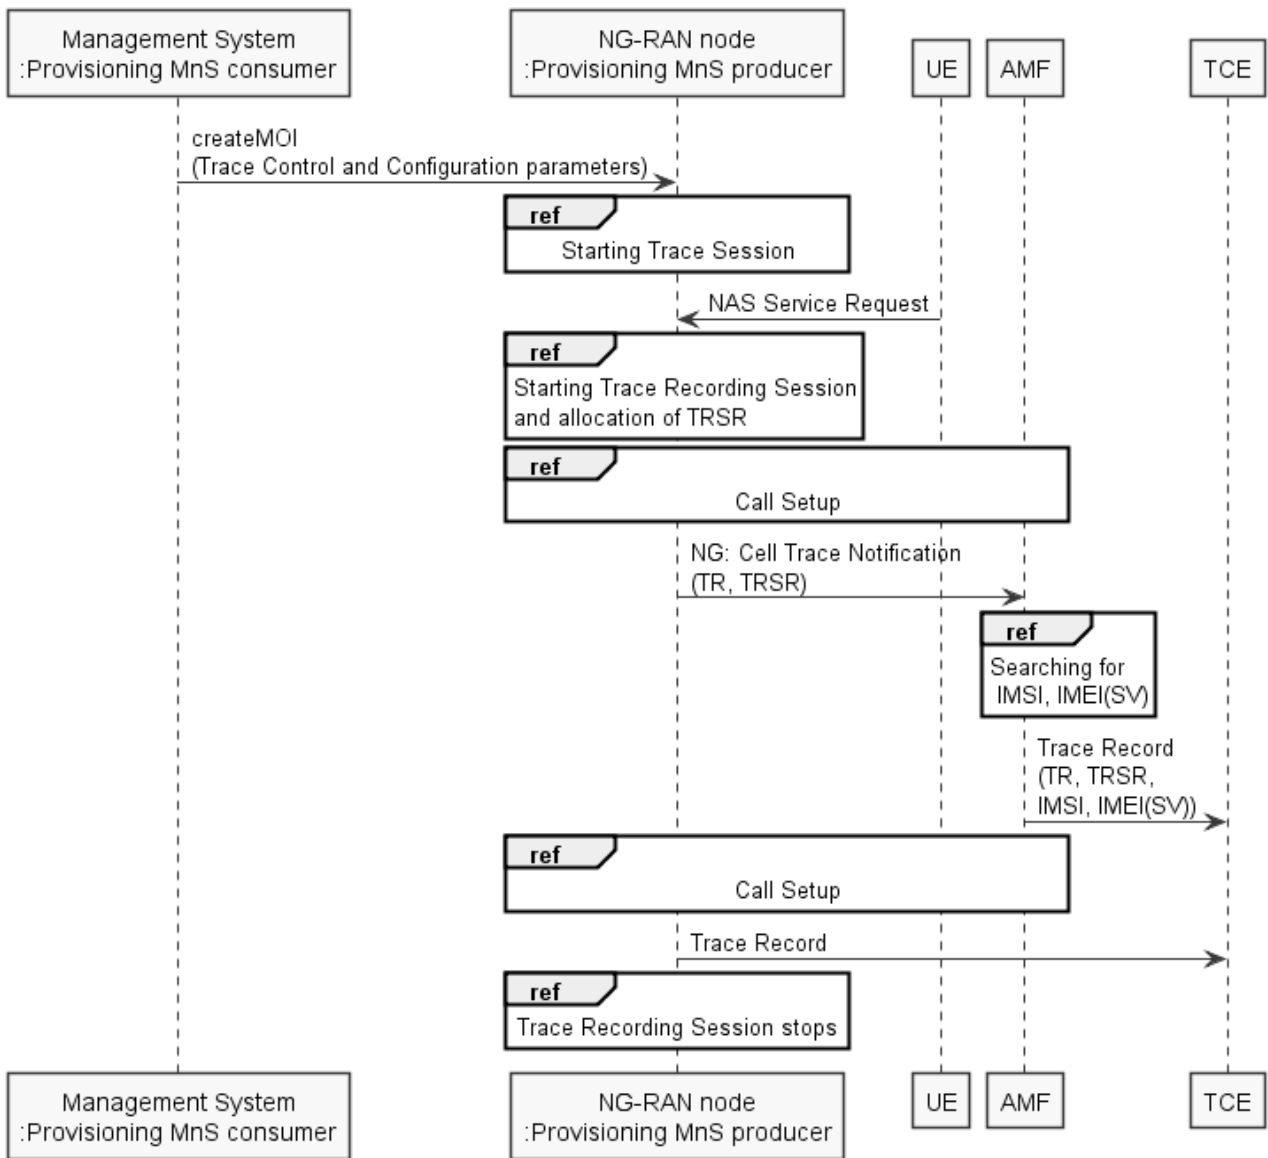 Management System
:Provisioning MnS consumer
NG-RAN node
:Provisioning MnS producer
UE
AMF
TCE
createMOI
(Trace Control and Configuration parameters)
ref
Starting Trace Session
NAS Service Request
ref
Starting Trace Recording Session
and allocation of TRSR
ref
Call Setup
NG: Cell Trace Notification
(TR, TRSR)
ref
Searching for
IMSI, IMEI(SV)
Trace Record
(TR, TRSR,
IMSI, IMEI(SV))
ref
Call Setup
Trace Record
ref
Trace Recording Session stops
Management System
:Provisioning MnS consumer
NG-RAN node
:Provisioning MnS producer
UE
AMF
TCE